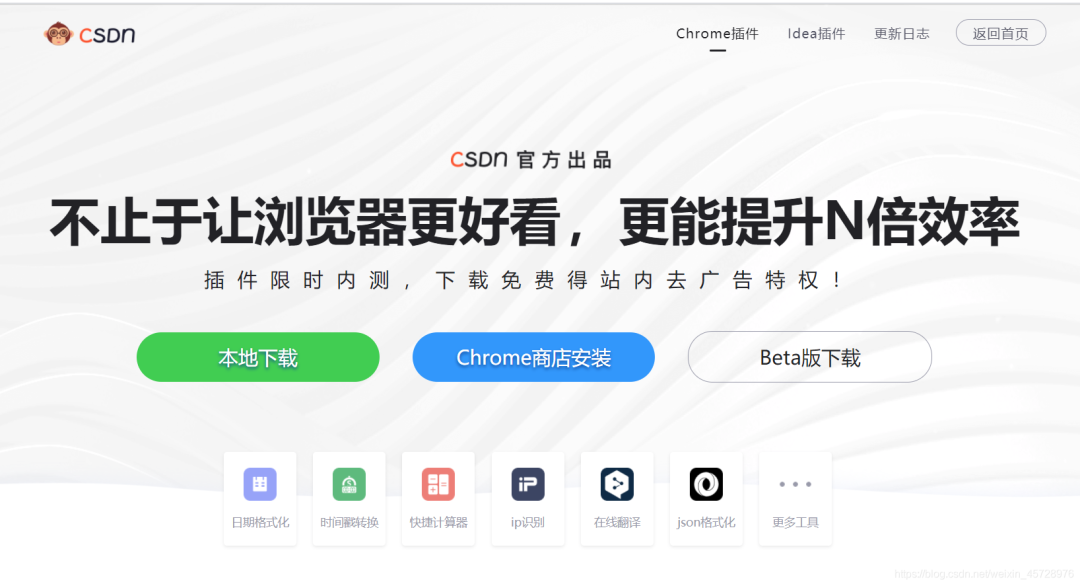 CSDN
Chrome插件
Idea插件
更新日志
返回首页
CSDN 官方出品
不止于让浏览器更好看，更能提升N倍效率
插件限时内测，下载免费得站内去广告特权！
本地下载
Chrome商店安装
Beta版下载
iP
日期格式化
时间戳转换
快捷计算器
ip识别
在线翻译
json格式化
更多工具
https://blog.csdn.net/weixin_45728976